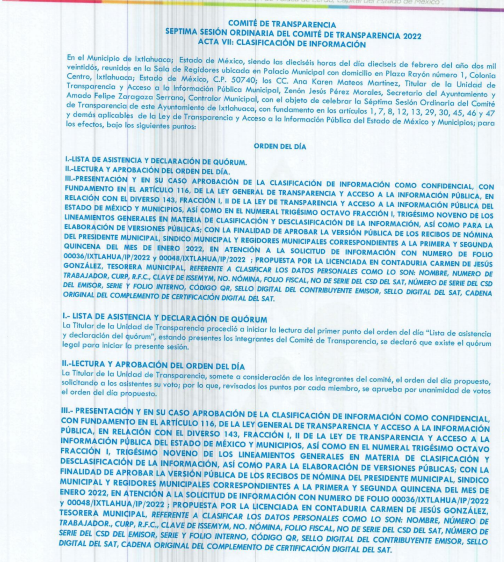 COMITÉ DE TRANSPARENCIA
SEPTIMA SESIÓN ORDINARIA DEL COMITÉ DE TRANSPARENCIA 2022
ACTA VII: CLASIFICACIÓN DE INFORMACIÓN
En el Municipio de Ixtlahuaca; Estado de México, siendo las horas del día dieciseis de febrero del año dos mil
veintidós, reunidos en la Sala de Regidores ubicada en Palacio Municipal con domicilio en Plaza Rayón número 1, Colonia
Centro, Ixtlahuaca; Estado de México, C.P. 50740, los CC. Ana Karen Mateos Martínez, Titular de la Unidad de
Transparencia y Acceso a la Información Pública Municipal, Zenón Jesús Pérez Morales, Secretario del Ayuntamiento y
Amado Felipe Zaragoza Serrano, Contralor Municipal, con el objeto de celebrar la Séptima Sesión Ordinaria del Comité
de Transparencia de este Ayuntamiento de Ixtlahuaca, con fundamento en los artículos 1, 7, 8, 12, 13, 29, 30, 45, 46 y 47
y demás aplicables de la Ley de Transparencia y Acceso a la Información Pública del Estado de México y Municipios; para
los efectos, bajo los siguientes puntos:
ORDEN DEL DÍA
I.-LISTA DE ASISTENCIA Y DECLARACIÓN DE QUÓRUM.
II.-LECTURA Y APROBACIÓN DEL ORDEN DEL DIA.
III.-PRESENTACIÓN Y EN SU CASO APROBACIÓN DE LA CLASIFICACIÓN DE INFORMACIÓN COMO CONFIDENCIAL, CON
FUNDAMENTO EN EL ARTÍCULO 116, DE LA LEY GENERAL DE TRANSPARENCIA Y ACCESO A LA INFORMACIÓN PÚBLICA, EN
RELACIÓN CON EL DIVERSO 143, FRACCIÓN I, II DE LA LEY DE TRANSPARENCIA Y ACCESO A LA INFORMACIÓN PÚBLICA DEL
ESTADO DE MÉXICO Y MUNICIPIOS, ASÍ COMO EN EL NUMERAL TRIGÉSIMO OCTAVO FRACCIÓN I, TRIGÉSIMO NOVENO DE LOS
LINEAMIENTOS GENERALES EN MATERIA DE CLASIFICACIÓN Y DESCLASIFICACIÓN DE LA INFORMACIÓN, ASÍ COMO PARA LA
ELABORACIÓN DE VERSIONES PÚBLICAS; CON LA FINALIDAD DE APROBAR LA VERSIÓN PÚBLICA DE LOS RECIBOS DE NÓMINA
DEL PRESIDENTE MUNICIPAL, SINDICO MUNICIPAL Y REGIDORES MUNICIPALES CORRESPONDIENTES A LA PRIMERA Y SEGUNDA
QUINCENA DEL MES DE ENERO 2022, EN ATENCIÓN A LA SOLICITUD DE INFORMACIÓN CON NUMERO DE FOLIO
00036/IXTLAHUA/IP/2022 y 00048/IXTLAHUA/IP/2022 ; PROPUESTA POR LA LICENCIADA EN CONTADURIA CARMEN DE JESÚS
GONZÁLEZ, TESORERA MUNICIPAL, REFERENTE A CLASIFICAR LOS DATOS PERSONALES COMO LO SON: NOMBRE, NUMERO DE
TRABAJADOR, CURP, R.F.C., CLAVE DE ISSEMYM, NO. NÓMINA, FOLIO FISCAL, NO DE SERIE DEL CSD DEL SAT, NÚMERO DE SERIE DEL CSD
DEL EMISOR, SERIE Y FOLIO INTERNO, CÓDIGO QR, SELLO DIGITAL DEL CONTRIBUYENTE EMISOR, SELLO DIGITAL DEL SAT, CADENA
ORIGINAL DEL COMPLEMENTO DE CERTIFICACIÓN DIGITAL DEL SAT.
I.- LISTA DE ASISTENCIA Y DECLARACIÓN DE QUÓRUM
La Titular de la Unidad de Transparencia procedió a iniciar la lectura del primer punto del orden del día “Lista de asistencia
y declaración del quórum”, estando presentes los integrantes del Comité de Transparencia, se declaró que existe el quórum
legal para iniciar la presente sesión.
II.-LECTURA Y APROBACIÓN DEL ORDEN DEL DÍA
La Titular de la Unidad de Transparencia, somete a consideración de los integrantes del comité, el orden del día propuesto,
solicitando a los asistentes su voto; por lo que, revisados los puntos por cada miembro, se aprueba por unanimidad de votos
el orden del día propuesto.
III.- PRESENTACIÓN Y EN SU CASO APROBACIÓN DE LA CLASIFICACIÓN DE INFORMACIÓN COMO CONFIDENCIAL,
CON FUNDAMENTO EN EL ARTÍCULO 116, DE LA LEY GENERAL DE TRANSPARENCIA Y ACCESO A LA INFORMACIÓN
PÚBLICA, EN RELACIÓN CON EL DIVERSO 143, FRACCIÓN I, II DE LA LEY DE TRANSPARENCIA Y ACCESO A LA
INFORMACIÓN PÚBLICA DEL ESTADO DE MÉXICO Y MUNICIPIOS, ASÍ COMO EN EL NUMERAL TRIGÉSIMO OCTAVO
FRACCIÓN I, TRIGÉSIMO NOVENO DE LOS LINEAMIENTOS GENERALES EN MATERIA DE CLASIFICACIÓN Y
DESCLASIFICACIÓN DE LA INFORMACIÓN, ASÍ COMO PARA LA ELABORACIÓN DE VERSIONES PÚBLICAS; CON LA
FINALIDAD DE APROBAR LA VERSIÓN PÚBLICA DE LOS RECIBOS DE NÓMINA DEL PRESIDENTE MUNICIPAL, SINDICO
MUNICIPAL Y REGIDORES MUNICIPALES CORRESPONDIENTES A LA PRIMERA Y SEGUNDA QUINCENA DEL MES DE
ENERO 2022, EN ATENCIÓN A LA SOLICITUD DE INFORMACIÓN CON NUMERO DE FOLIO 00036/IXTLAHUA/IP/2022
y 00048/IXTLAHUA/IP/2022 ; PROPUESTA POR LA LICENCIADA EN CONTADURIA CARMEN DE JESÚS GONZÁLEZ,
TESORERA MUNICIPAL, REFERENTE A CLASIFICAR LOS DATOS PERSONALES COMO LO SON: NOMBRE, NÚMERO DE
TRABAJADOR., CURP, R.F.C., CLAVE DE ISSEMYM, NO. NÓMINA, FOLIO FISCAL, NO DE SERIE DEL CSD DEL SAT, NÚMERO DE
SERIE DEL CSD DEL EMISOR, SERIE Y FOLIO INTERNO, CÓDIGO QR, SELLO DIGITAL DEL CONTRIBUYENTE EMISOR, SELLO
DIGITAL DEL SAT, CADENA ORIGINAL DEL COMPLEMENTO DE CERTIFICACIÓN DIGITAL DEL SAT.